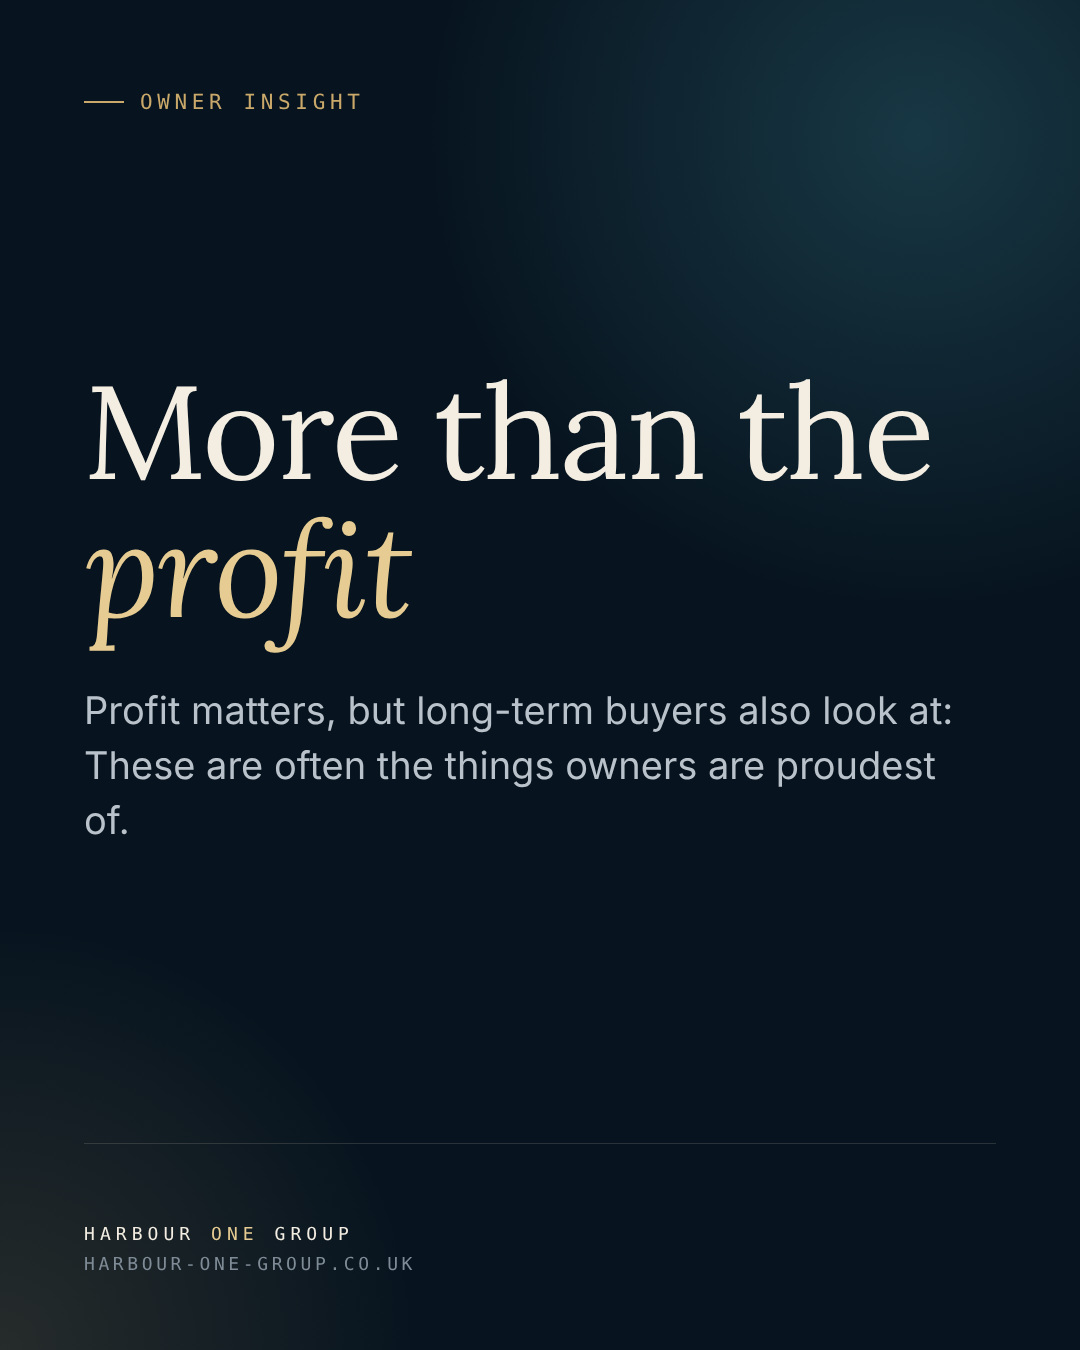 OWNER INSIGHT
More than the
profit
Profit matters, but long-term buyers also look at:
These are often the things owners are proudest
of.
HARBOUR ONE GROUP
HARBOUR-ONE-GROUP.CO.UK